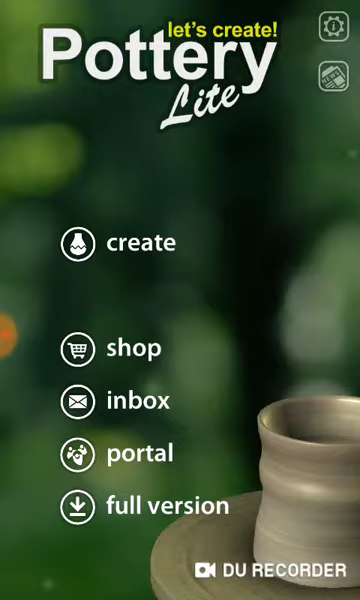 let's create!
Pottery
Lite
NEWS
create
shop
inbox
portal
full version
DU RECORDER